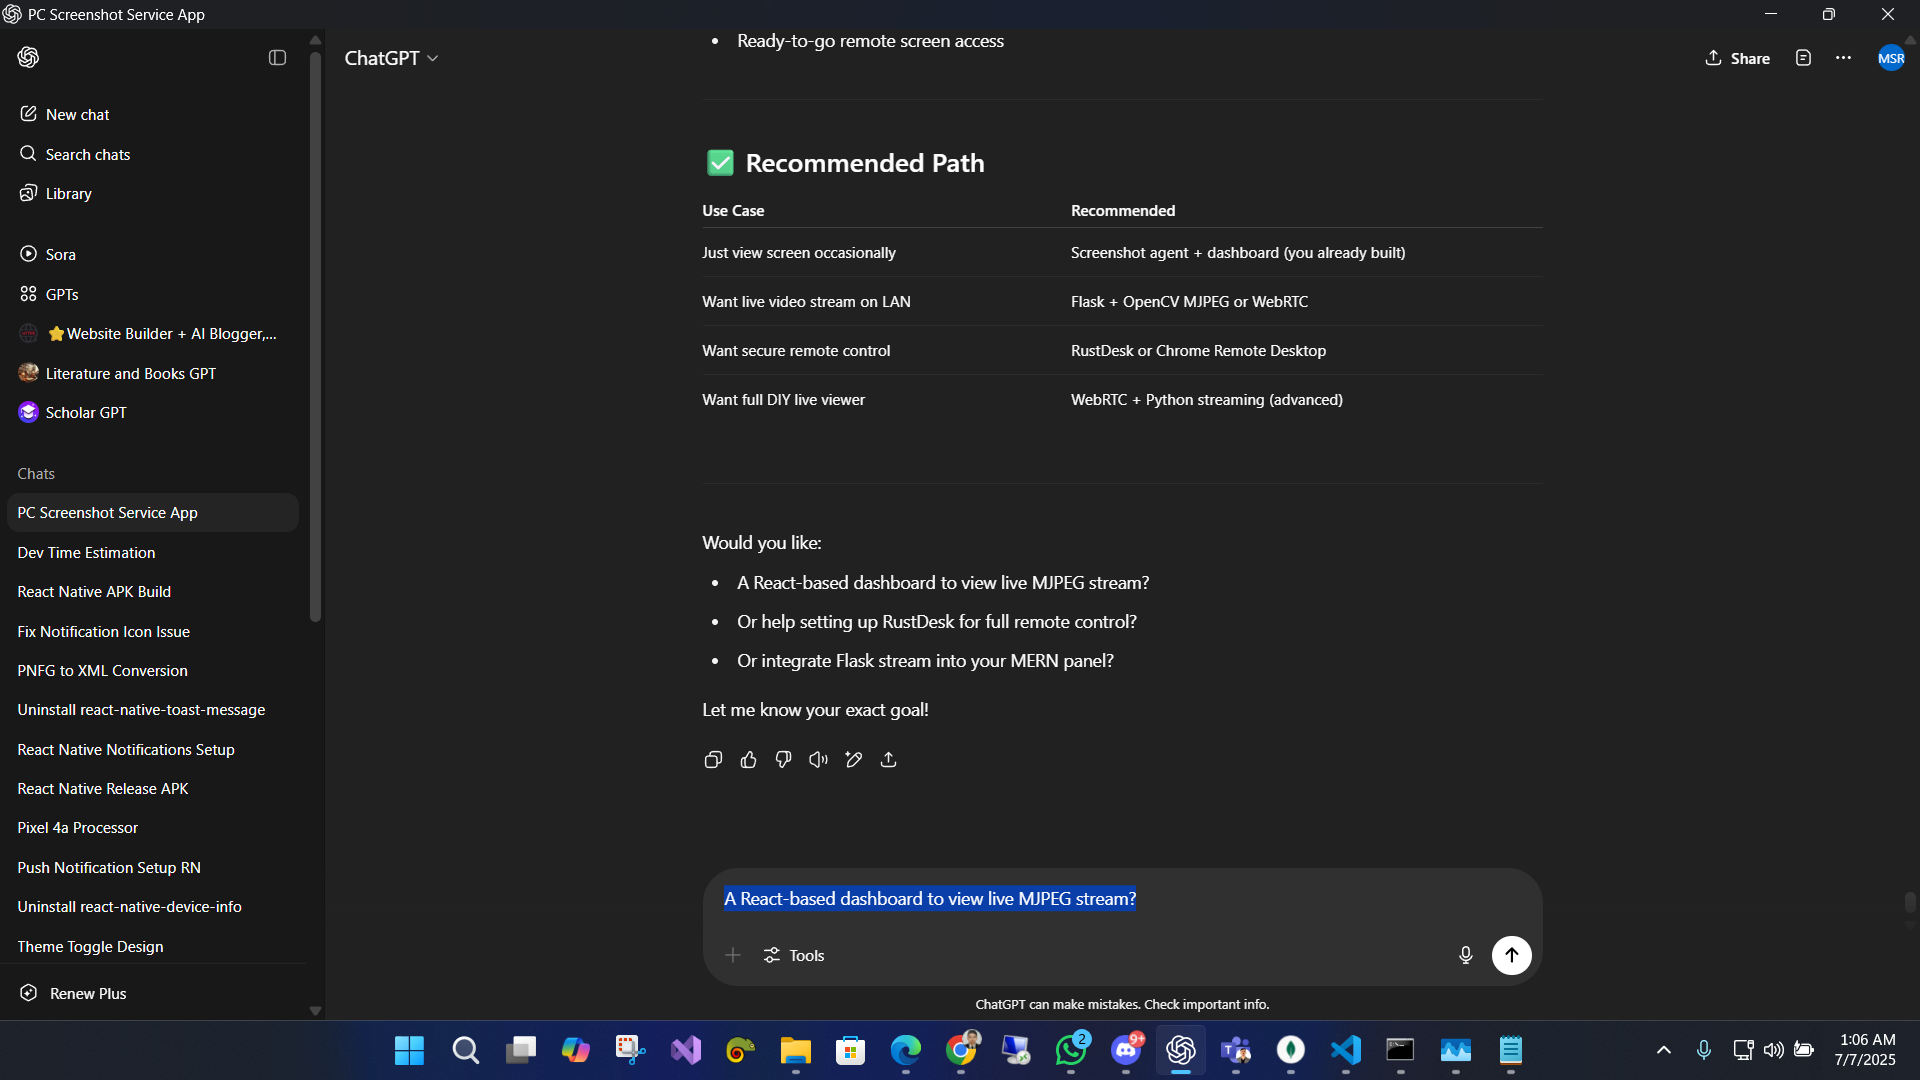 PC Screenshot Service App
ChatGPT
Share
MSR
New chat
Search chats
Library
Sora
GPTs
⭐Website Builder + AI Blogger,...
Literature and Books GPT
Scholar GPT
Chats
PC Screenshot Service App
Dev Time Estimation
React Native APK Build
Fix Notification Icon Issue
PNFG to XML Conversion
Uninstall react-native-toast-message
React Native Notifications Setup
React Native Release APK
Pixel 4a Processor
Push Notification Setup RN
Uninstall react-native-device-info
Theme Toggle Design
Renew Plus
• Ready-to-go remote screen access
✅ Recommended Path
Use Case Recommended
Just view screen occasionally Screenshot agent + dashboard (you already built)
Want live video stream on LAN Flask + OpenCV MJPEG or WebRTC
Want secure remote control RustDesk or Chrome Remote Desktop
Want full DIY live viewer WebRTC + Python streaming (advanced)
Would you like:
• A React-based dashboard to view live MJPEG stream?
• Or help setting up RustDesk for full remote control?
• Or integrate Flask stream into your MERN panel?
Let me know your exact goal!
A React-based dashboard to view live MJPEG stream?
Tools
ChatGPT can make mistakes. Check important info.
2
9+
1:06 AM
7/7/2025